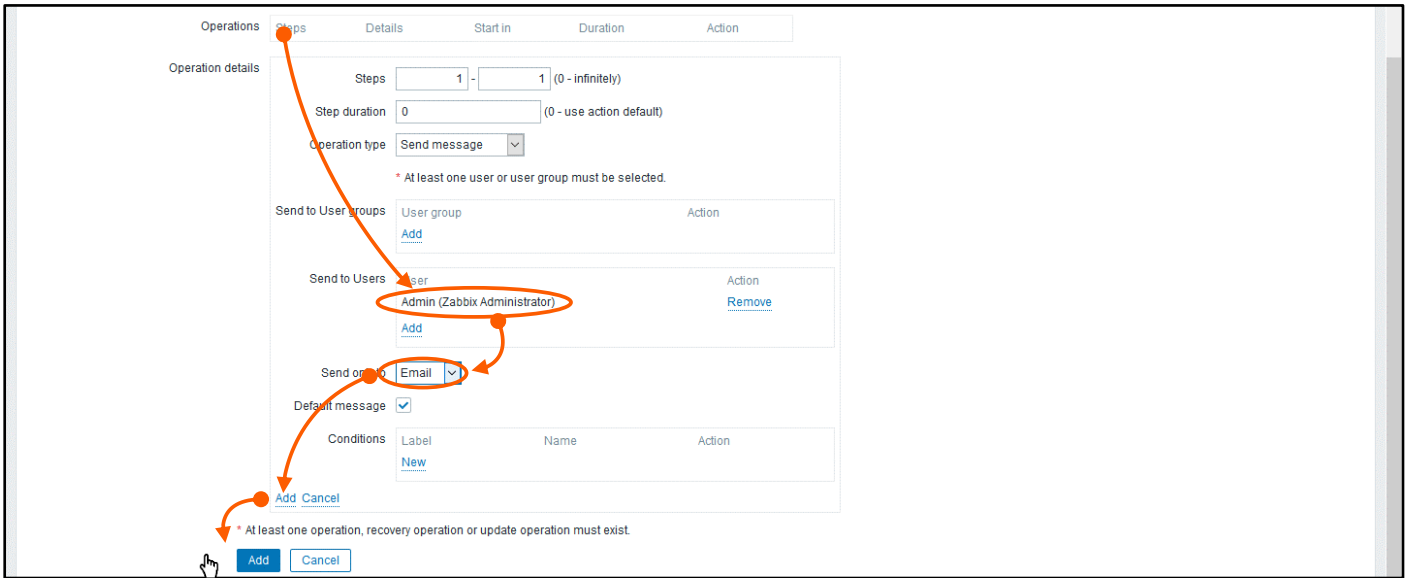 Operations Steps Details Start in Duration Action
Operation details
Steps 1 - 1 (0 - infinitely)
Step duration 0 (0 - use action default)
Operation type Send message
* At least one user or user group must be selected.
Send to User groups User group Action
Add
Send to Users User Action
Admin (Zabbix Administrator) Remove
Add
Send only to Email
Default message
Conditions Label Name Action
New
Add Cancel
* At least one operation, recovery operation or update operation must exist.
Add Cancel